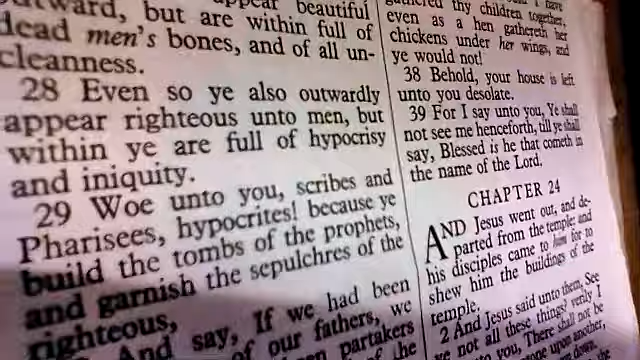 outward, appear beautiful
but are within full of
dead men's bones, and of all un-
cleanness.
28 Even so ye also outwardly
appear righteous unto men, but
within ye are full of hypocrisy
and iniquity.
29 Woe unto you, scribes and
Pharisees, hypocrites! because ye
build the tombs of the prophets,
and garnish the sepulchres of the
righteous,
And say, If we had been
of our fathers, we
partakers
of the
gathered thy children together,
even as a hen gathereth her
chickens under her wings, and
ye would not!
38 Behold, your house is left
unto you desolate.
39 For I say unto you, Ye shall
not see me henceforth, till ye shall
say, Blessed is he that cometh in
the name of the Lord.
CHAPTER 24
AND Jesus went out, and de-
parted from the temple: and
his disciples came to him for to
shew him the buildings of the
temple.
2 And Jesus said unto them, See
ye not all these things? verily I
you, There shall not be
upon another,
down.